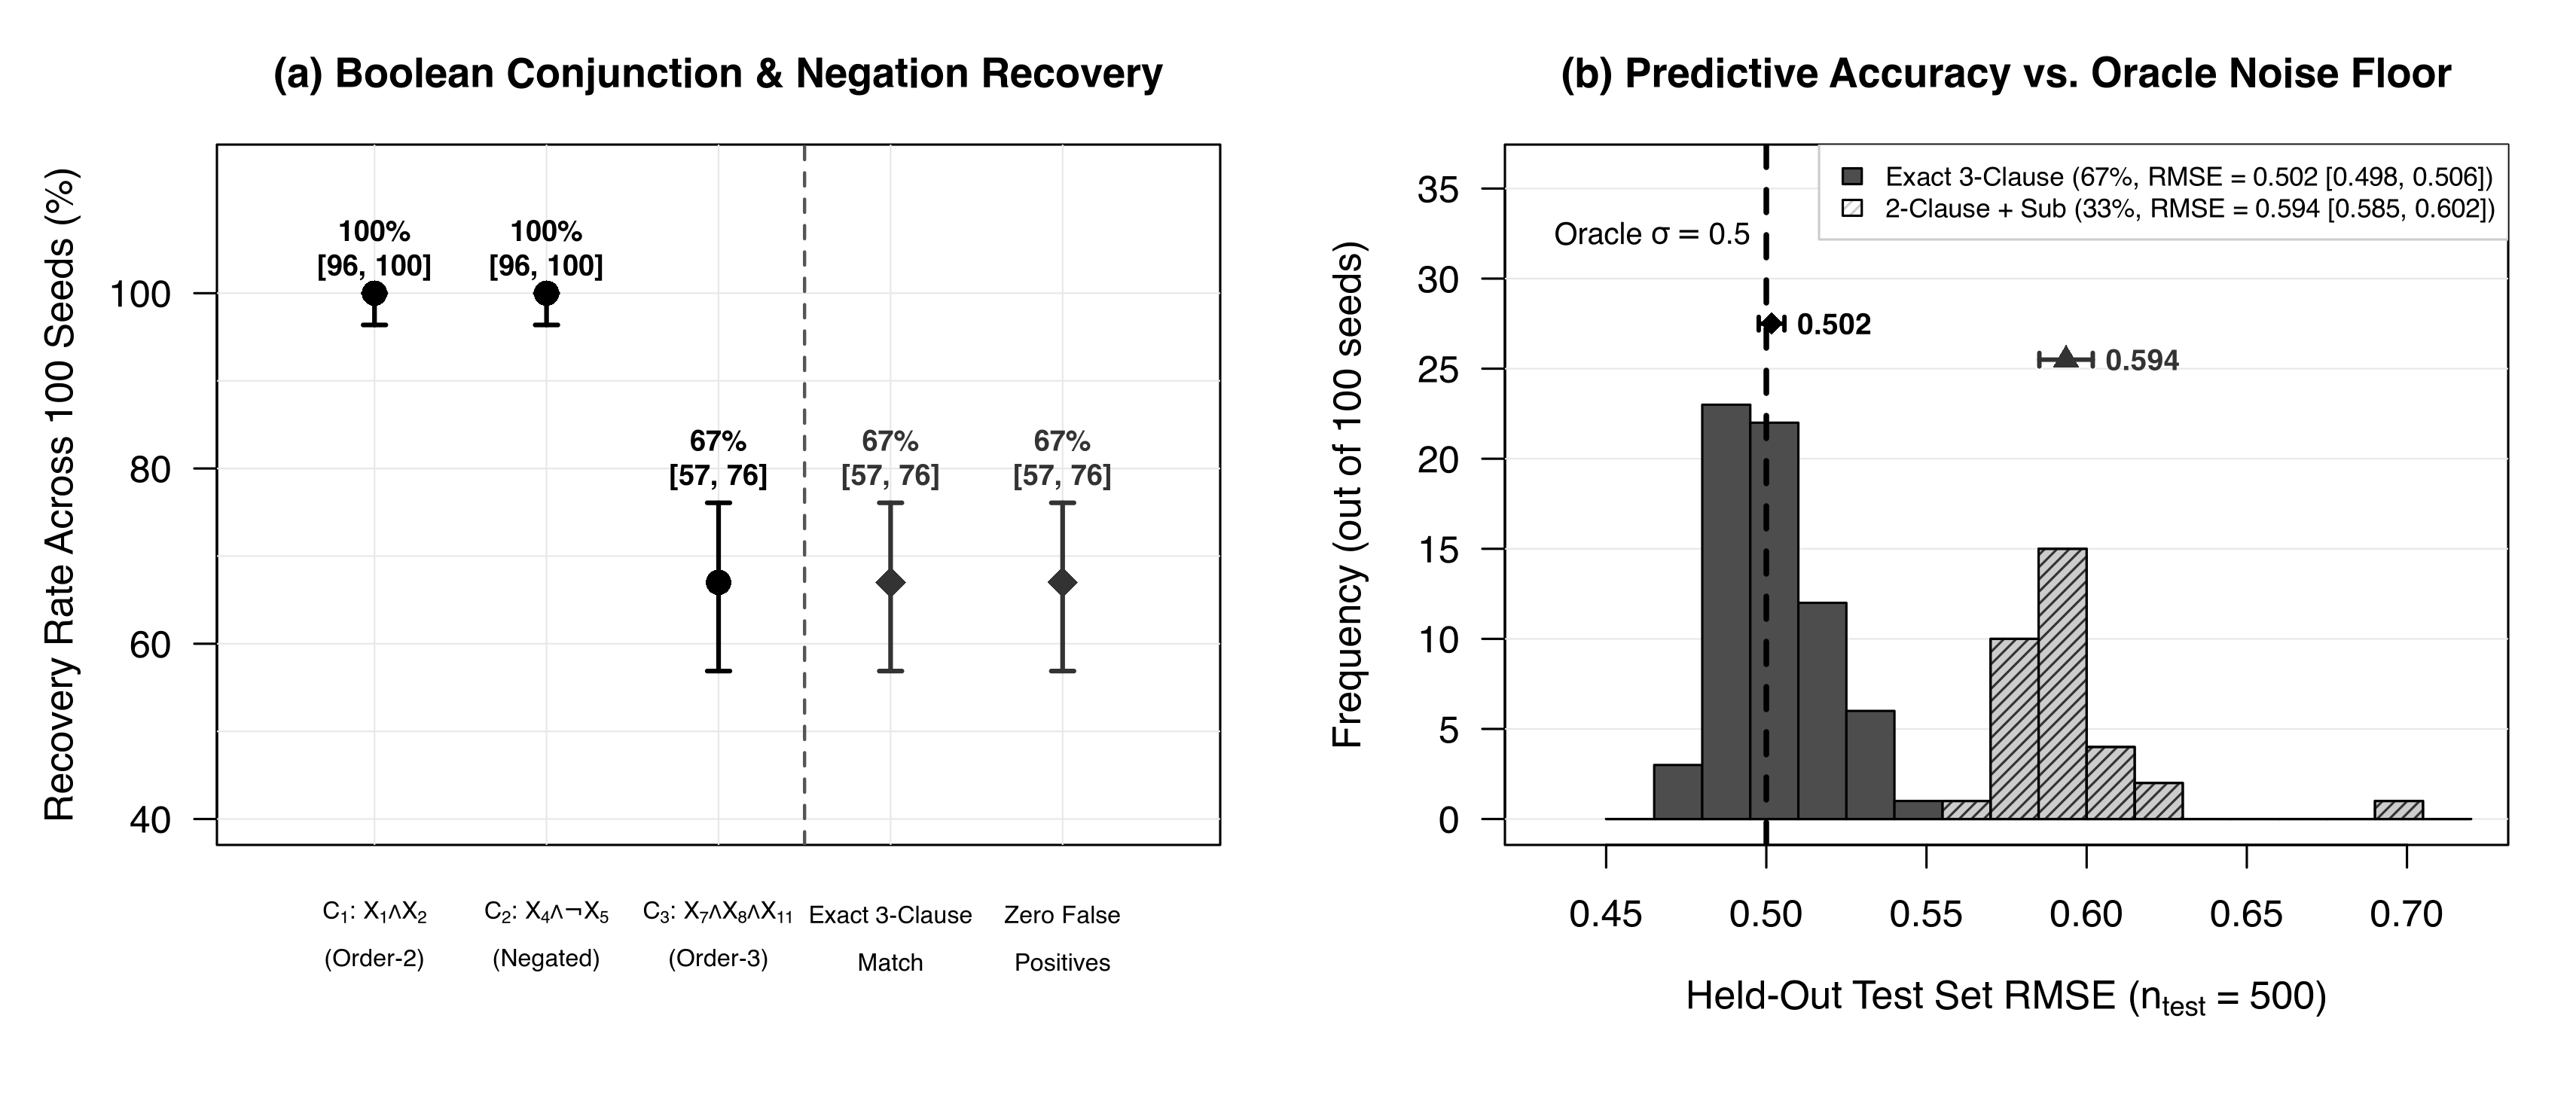 (a) Boolean Conjunction & Negation Recovery
Recovery Rate Across 100 Seeds (%)
100
80
60
40
100%
[96, 100]
100%
[96, 100]
67%
[57, 76]
67%
[57, 76]
67%
[57, 76]
C₁: X₁∧X₂
(Order-2)
C₂: X₄∧¬X₅
(Negated)
C₃: X₇∧X₈∧X₁₁
(Order-3)
Exact 3-Clause
Match
Zero False
Positives
(b) Predictive Accuracy vs. Oracle Noise Floor
Frequency (out of 100 seeds)
35
30
25
20
15
10
5
0
Exact 3-Clause (67%, RMSE = 0.502 [0.498, 0.506])
2-Clause + Sub (33%, RMSE = 0.594 [0.585, 0.602])
Oracle σ = 0.5
0.502
0.594
0.45
0.50
0.55
0.60
0.65
0.70
Held-Out Test Set RMSE (n_test = 500)